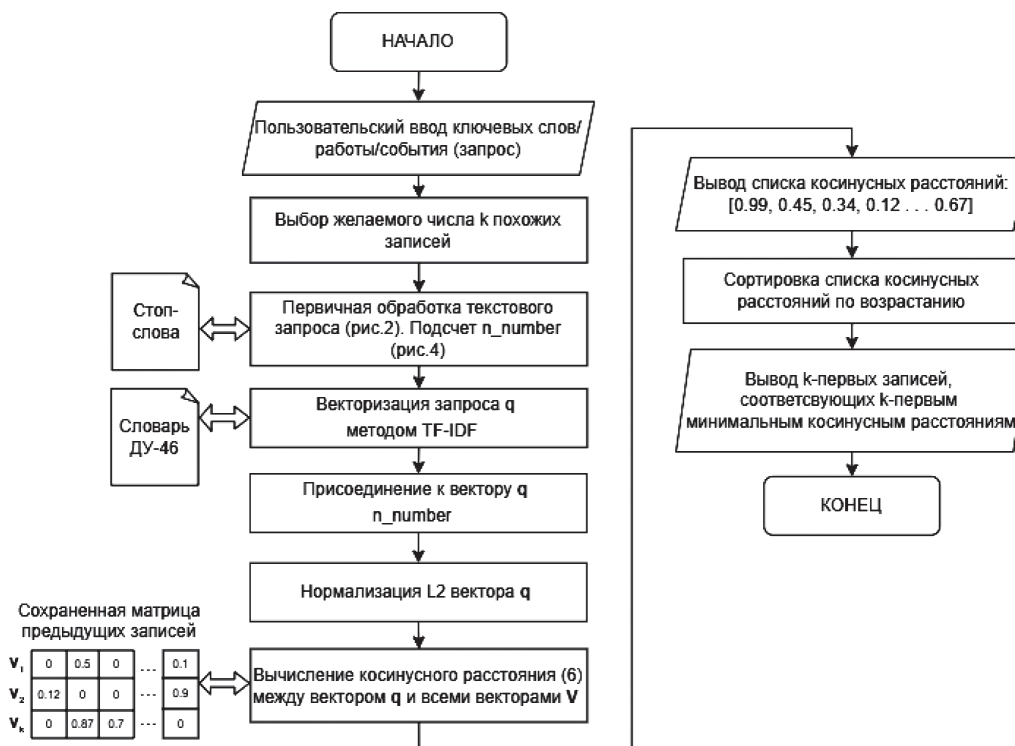 НАЧАЛО
Пользовательский ввод ключевых слов/
работы/события (запрос)
Выбор желаемого числа k похожих
записей
Стоп-
слова
Первичная обработка текстового
запроса (рис.2). Подсчет n_number
(рис.4)
Словарь
ДУ-46
Векторизация запроса q
методом TF-IDF
Присоединение к вектору q
n_number
Нормализация L2 вектора q
Сохраненная матрица
предыдущих записей
V1 0 0.5 0 ... 0.1
V2 0.12 0 0 ... 0.9
Vk 0 0.87 0.7 ... 0
Вычисление косинусного расстояния (6)
между вектором q и всеми векторами V
Вывод списка косинусных расстояний:
[0.99, 0.45, 0.34, 0.12 . . . 0.67]
Сортировка списка косинусных
расстояний по возрастанию
Вывод k-первых записей,
соответсвующих k-первым
минимальным косинусным расстояниям
КОНЕЦ